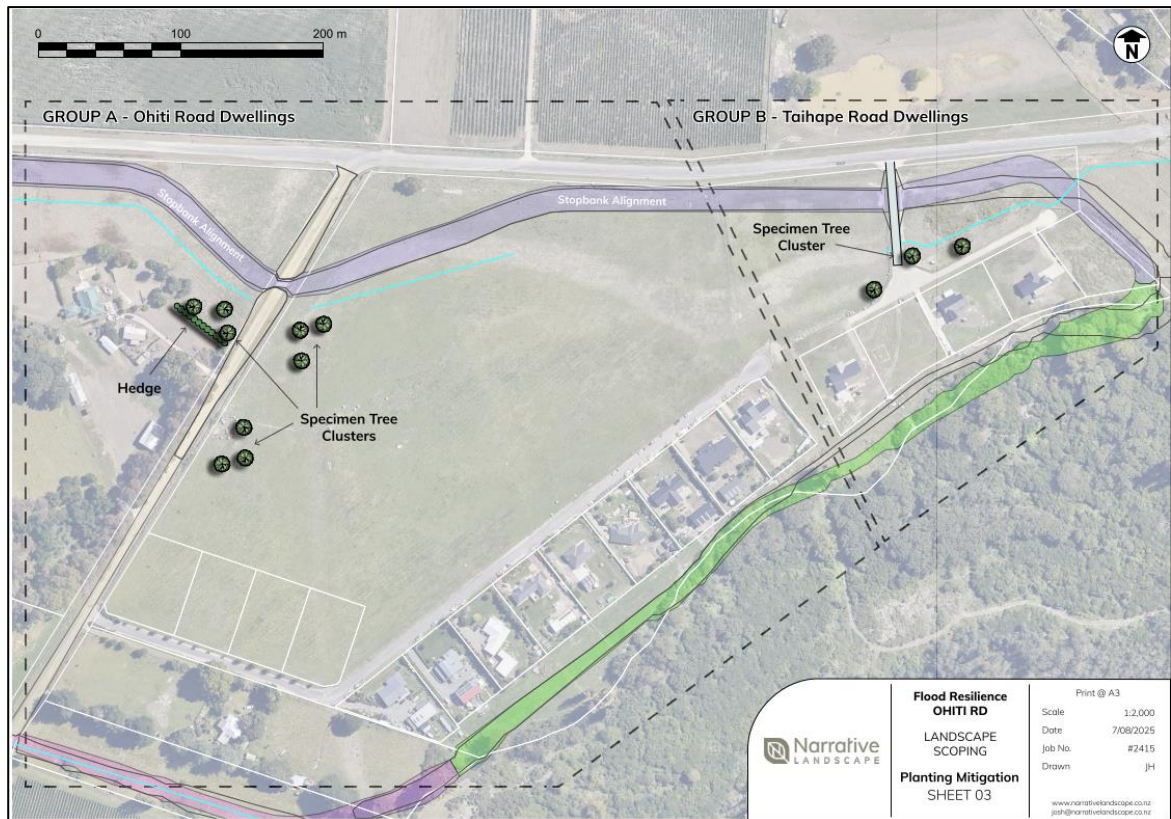 0 100 200 m
N
GROUP A - Ohiti Road Dwellings
GROUP B - Taihape Road Dwellings
Stopbank Alignment
Stopbank Alignment
Specimen Tree
Cluster
Hedge
Specimen Tree
Clusters
Narrative
LANDSCAPE
Flood Resilience
OHITI RD
LANDSCAPE
SCOPING
Planting Mitigation
SHEET 03
Print @ A3
Scale 1:2,000
Date 7/08/2025
Job No. #2415
Drawn JH
www.narrativelandscape.co.nz
josh@narrativelandscape.co.nz